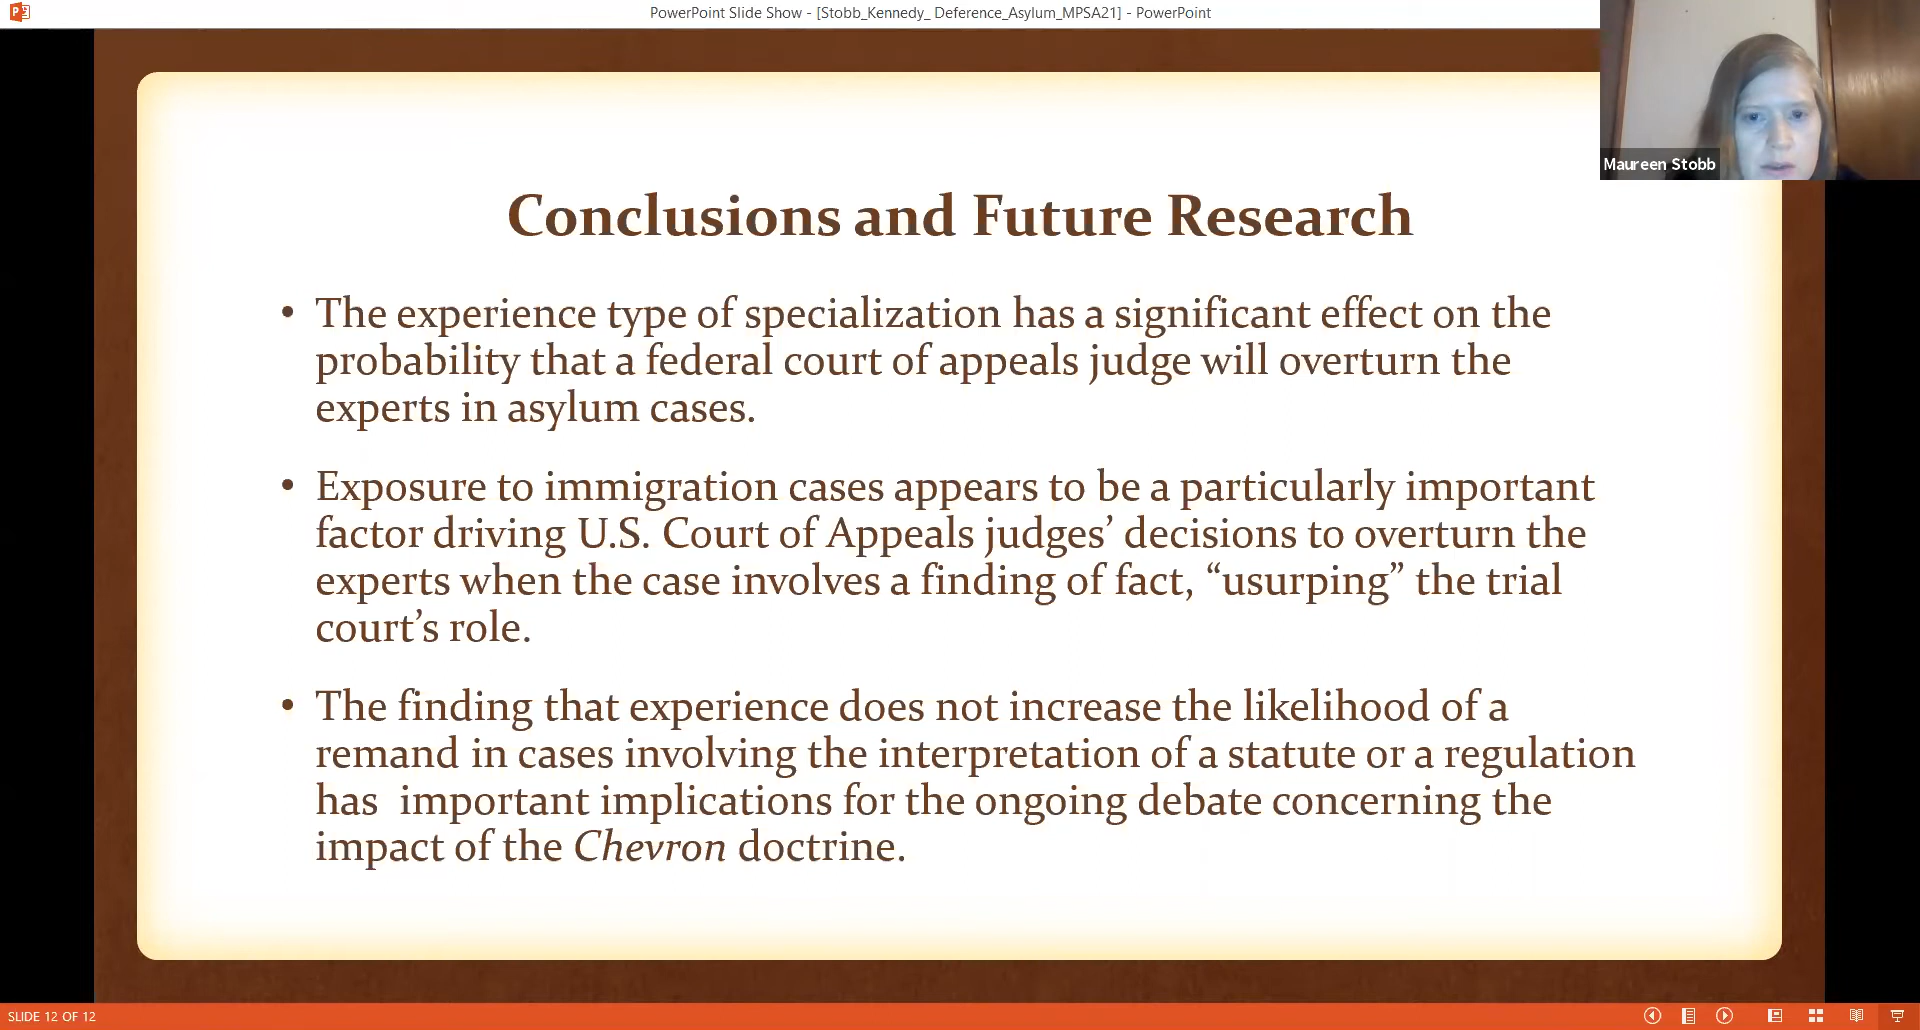 PowerPoint Slide Show - [Stobb_Kennedy_ Deference_Asylum_MPSA21] - PowerPoint
Maureen Stobb
Conclusions and Future Research
• The experience type of specialization has a significant effect on the
probability that a federal court of appeals judge will overturn the
experts in asylum cases.
• Exposure to immigration cases appears to be a particularly important
factor driving U.S. Court of Appeals judges’ decisions to overturn the
experts when the case involves a finding of fact, “usurping” the trial
court’s role.
• The finding that experience does not increase the likelihood of a
remand in cases involving the interpretation of a statute or a regulation
has  important implications for the ongoing debate concerning the
impact of the Chevron doctrine.
SLIDE 12 OF 12